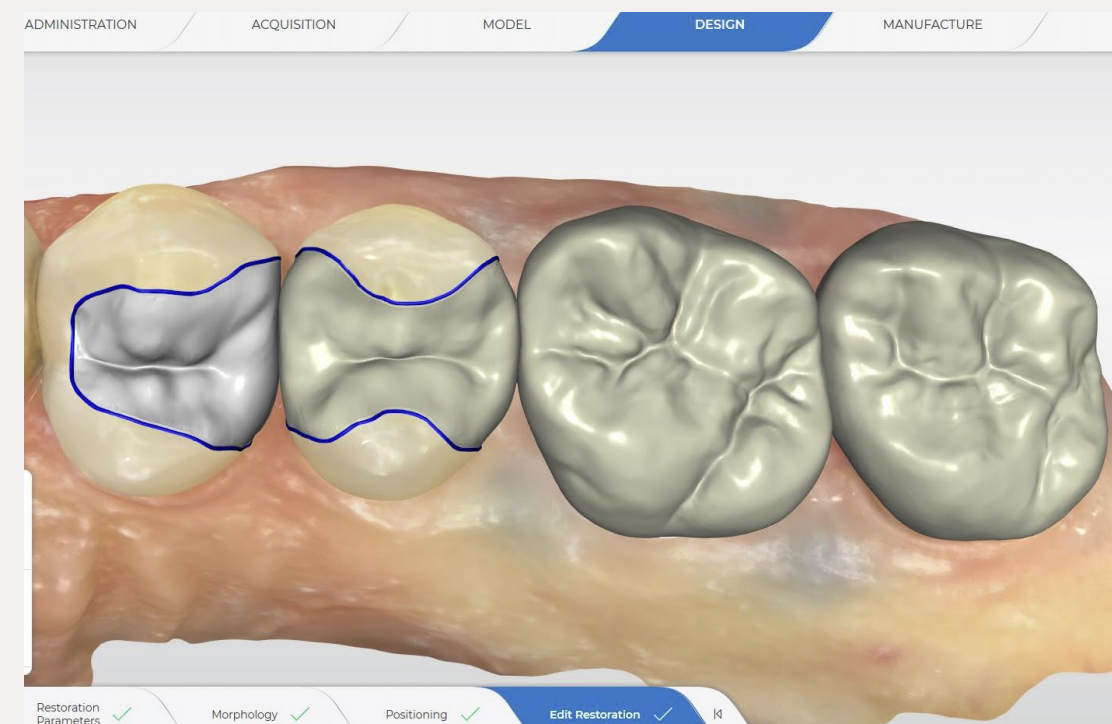 ADMINISTRATION
ACQUISITION
MODEL
DESIGN
MANUFACTURE
Restoration
Parameters
Morphology
Positioning
Edit Restoration